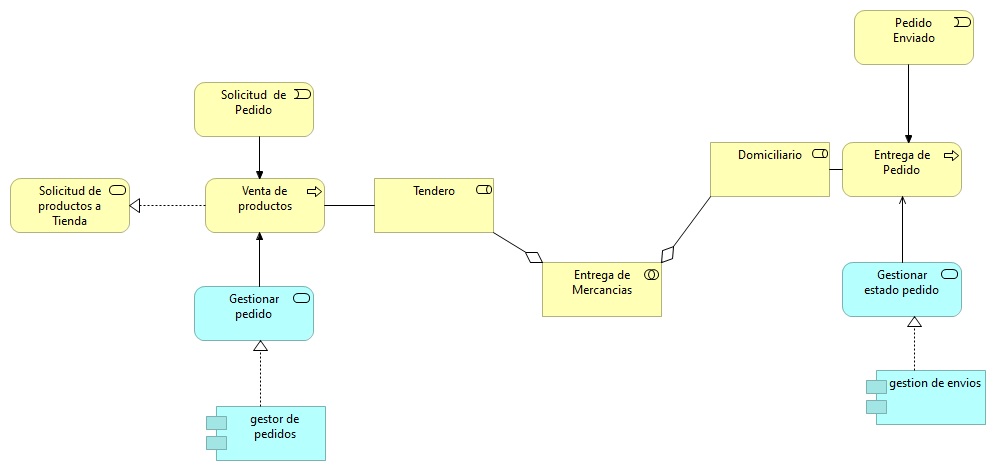 Pedido
Enviado
Solicitud de
Pedido
Domiciliario
Entrega de
Pedido
Solicitud de
productos a
Tienda
Venta de
productos
Tendero
Entrega de
Mercancias
Gestionar
pedido
Gestionar
estado pedido
gestion de envios
gestor de
pedidos